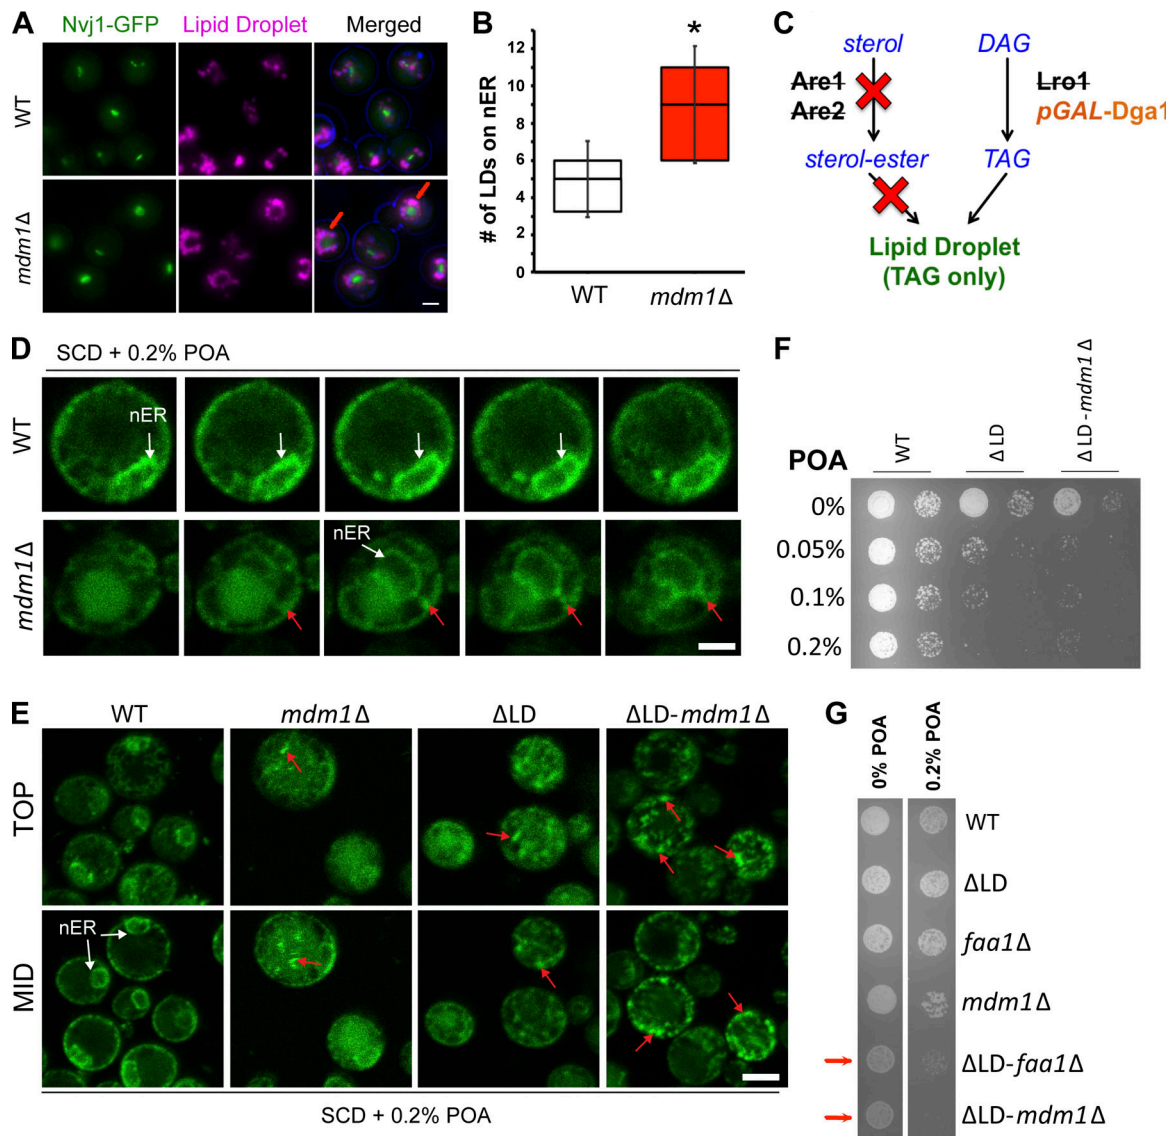 A
Nvj1-GFP
Lipid Droplet
Merged
WT
mdm1Δ
B
*
# of LDs on nER
12
10
8
6
4
2
0
WT
mdm1Δ
C
sterol
DAG
Are1
Are2
Lro1
pGAL-Dga1
sterol-ester
TAG
Lipid Droplet
(TAG only)
D
SCD + 0.2% POA
WT
nER
mdm1Δ
nER
E
WT
mdm1Δ
ΔLD
ΔLD-mdm1Δ
TOP
MID
nER
SCD + 0.2% POA
F
POA
WT
ΔLD
ΔLD-mdm1Δ
0%
0.05%
0.1%
0.2%
G
0% POA
0.2% POA
WT
ΔLD
faa1Δ
mdm1Δ
ΔLD-faa1Δ
ΔLD-mdm1Δ